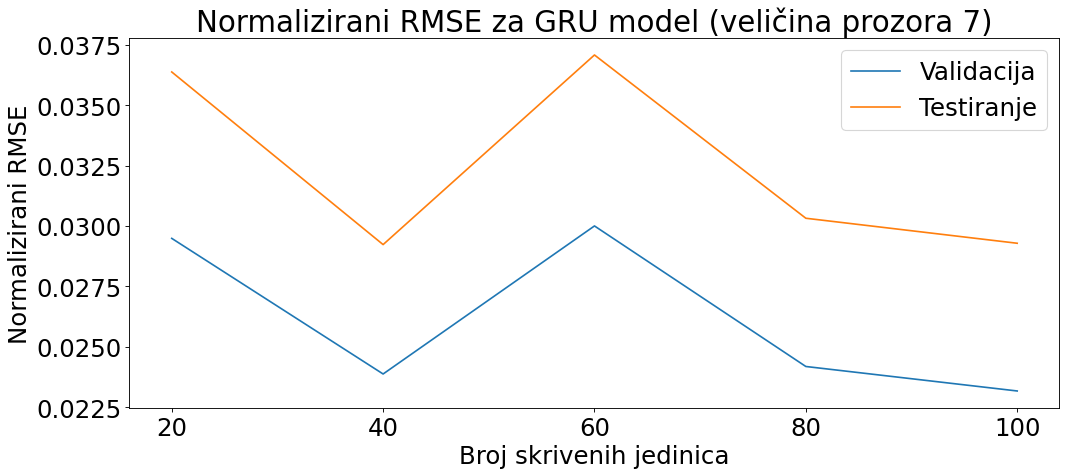 Normalizirani RMSE za GRU model (veličina prozora 7)
Normalizirani RMSE
0.0375
0.0350
0.0325
0.0300
0.0275
0.0250
0.0225
Validacija
Testiranje
20 40 60 80 100
Broj skrivenih jedinica